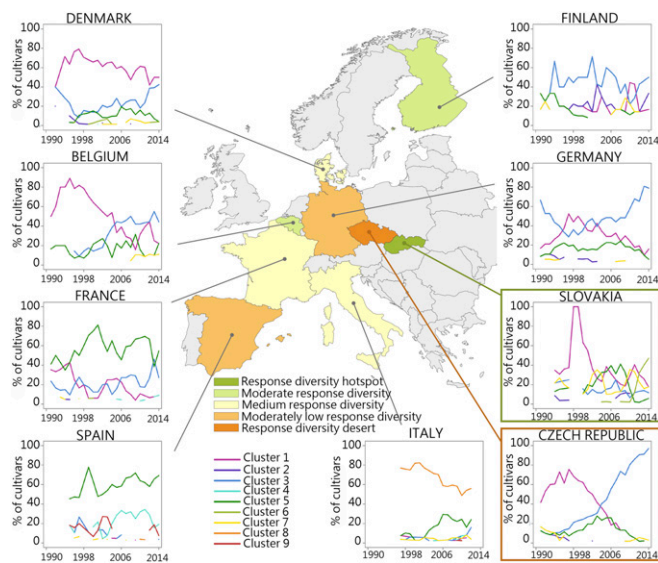 DENMARK
% of cultivars
100
80
60
40
20
0
1990 1998 2006 2014
BELGIUM
% of cultivars
100
80
60
40
20
0
1990 1998 2006 2014
FRANCE
% of cultivars
100
80
60
40
20
0
1990 1998 2006 2014
SPAIN
% of cultivars
100
80
60
40
20
0
1990 1998 2006 2014
Response diversity hotspot
Moderate response diversity
Medium response diversity
Moderately low response diversity
Response diversity desert
Cluster 1
Cluster 2
Cluster 3
Cluster 4
Cluster 5
Cluster 6
Cluster 7
Cluster 8
Cluster 9
ITALY
% of cultivars
100
80
60
40
20
0
1990 1998 2006 2014
FINLAND
% of cultivars
100
80
60
40
20
0
1990 1998 2006 2014
GERMANY
% of cultivars
100
80
60
40
20
0
1990 1998 2006 2014
SLOVAKIA
% of cultivars
100
80
60
40
20
0
1990 1998 2006 2014
CZECH REPUBLIC
% of cultivars
100
80
60
40
20
0
1990 1998 2006 2014